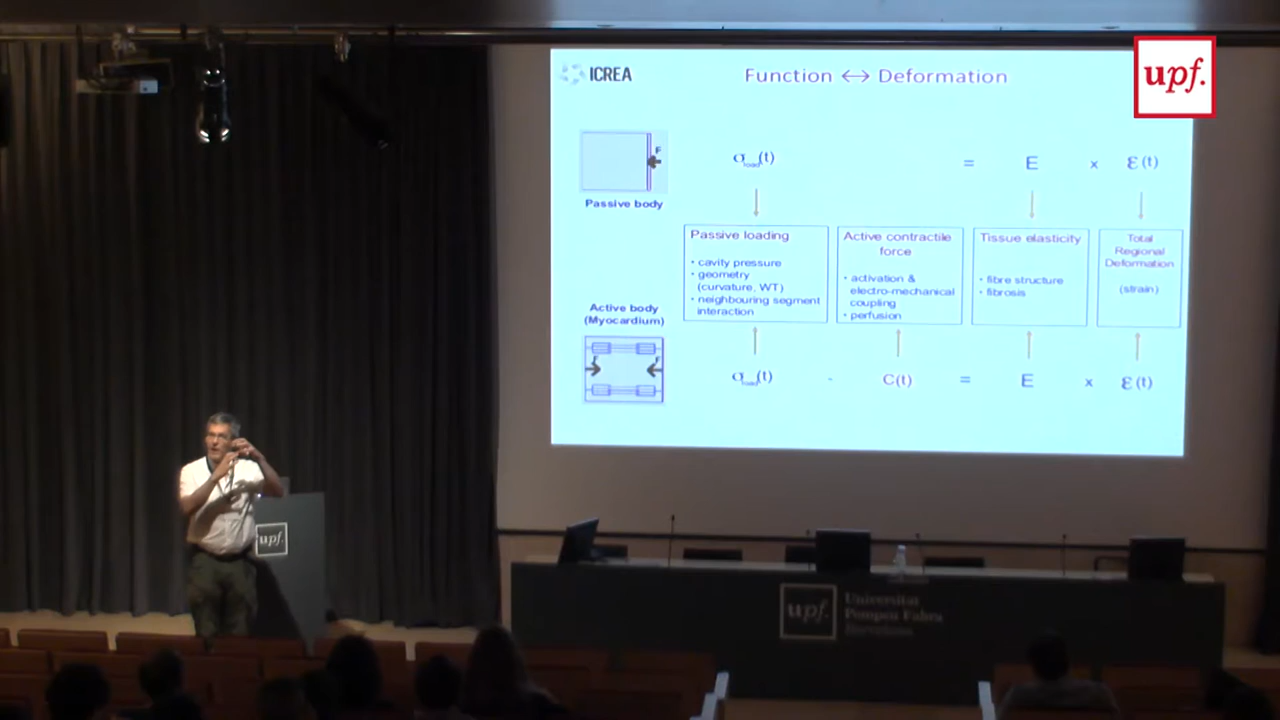 ICREA
Function ↔ Deformation
upf.
F
Passive body
σload(t)
=
E
x
ε(t)
Passive loading
• cavity pressure
• geometry
(curvature, WT)
• neighbouring segment
interaction
Active contractile
force
• activation &
electro-mechanical
coupling
• perfusion
Tissue elasticity
• fibre structure
• fibrosis
Total
Regional
Deformation
(strain)
Active body
(Myocardium)
F
σload(t)
-
C(t)
=
E
x
ε(t)
upf.
upf.
Universitat
Pompeu Fabra
Barcelona